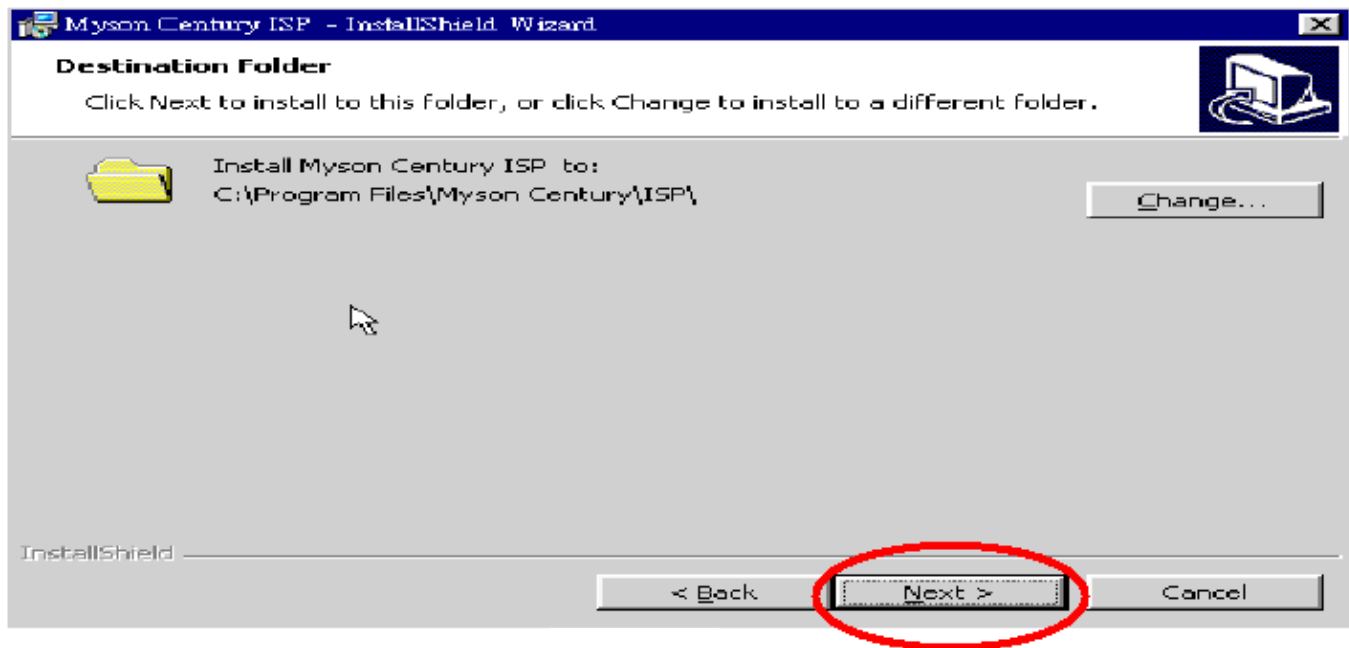 Myson Century ISP - InstallShield Wizard
Destination Folder
Click Next to install to this folder, or click Change to install to a different folder.
Install Myson Century ISP to:
C:\Program Files\Myson Century\ISP\
Change...
InstallShield
< Back Next > Cancel